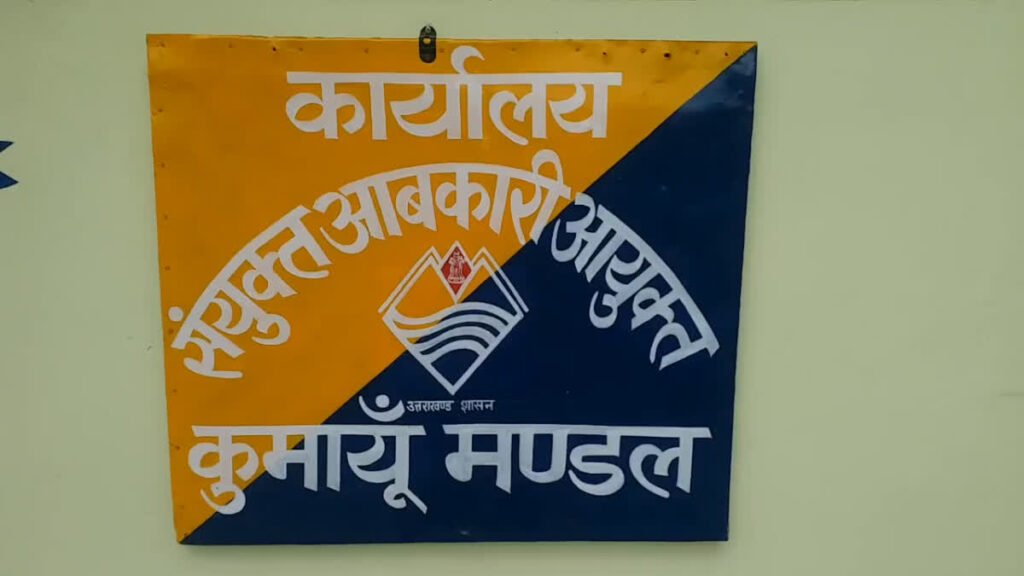 कार्यालय
संयुक्त आबकारी आयुक्त
उत्तराखण्ड शासन
कुमायूँ मण्डल